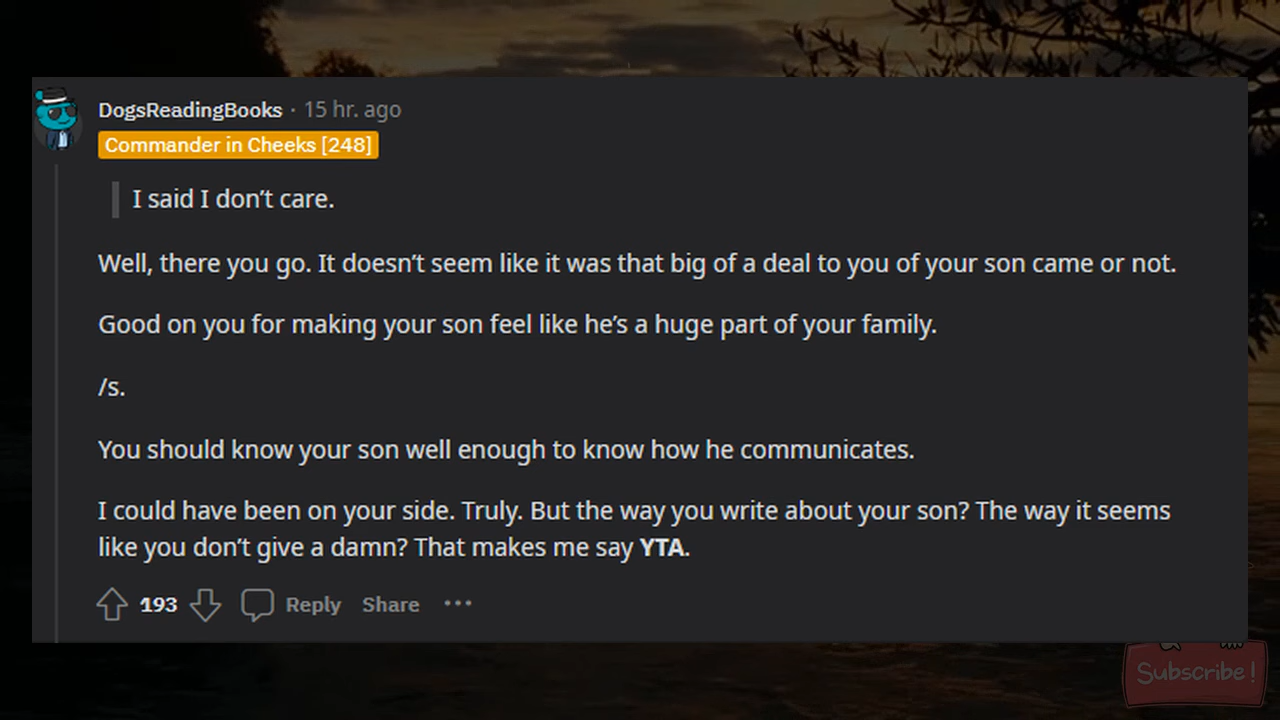 DogsReadingBooks · 15 hr. ago
Commander in Cheeks [248]
I said I don't care.
Well, there you go. It doesn't seem like it was that big of a deal to you of your son came or not.
Good on you for making your son feel like he's a huge part of your family.
/s.
You should know your son well enough to know how he communicates.
I could have been on your side. Truly. But the way you write about your son? The way it seems
like you don't give a damn? That makes me say YTA.
193 Reply Share ···
Subscribe!